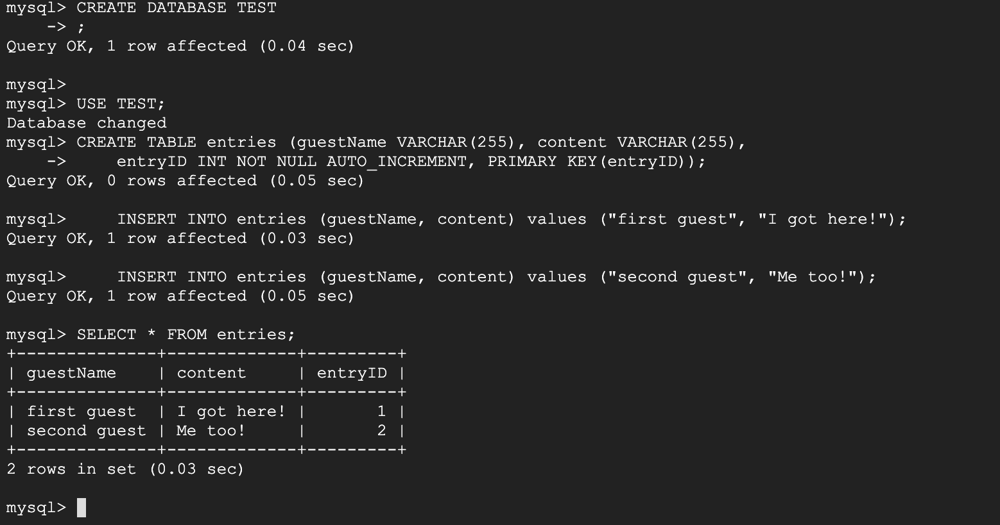 mysql> CREATE DATABASE TEST
    -> ;
Query OK, 1 row affected (0.04 sec)
mysql>
mysql> USE TEST;
Database changed
mysql> CREATE TABLE entries (guestName VARCHAR(255), content VARCHAR(255),
    ->     entryID INT NOT NULL AUTO_INCREMENT, PRIMARY KEY(entryID));
Query OK, 0 rows affected (0.05 sec)
mysql>     INSERT INTO entries (guestName, content) values ("first guest", "I got here!");
Query OK, 1 row affected (0.03 sec)
mysql>     INSERT INTO entries (guestName, content) values ("second guest", "Me too!");
Query OK, 1 row affected (0.05 sec)
mysql> SELECT * FROM entries;
+--------------+-------------+---------+
| guestName    | content     | entryID |
+--------------+-------------+---------+
| first guest  | I got here! |       1 |
| second guest | Me too!     |       2 |
+--------------+-------------+---------+
2 rows in set (0.03 sec)
mysql>